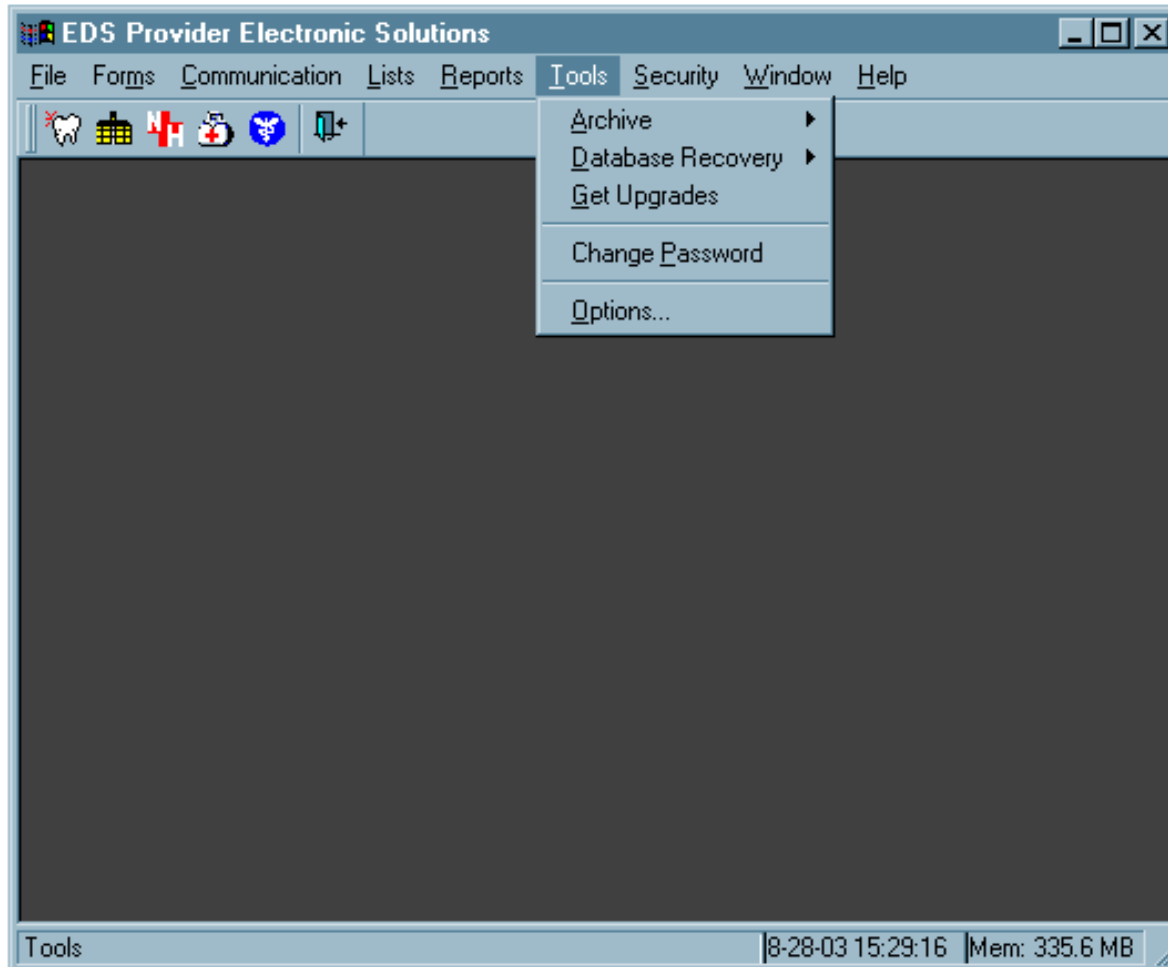 EDS Provider Electronic Solutions
File Forms Communication Lists Reports Tools Security Window Help
NH
Archive
Database Recovery
Get Upgrades
Change Password
Options...
Tools 8-28-03 15:29:16 Mem: 335.6 MB